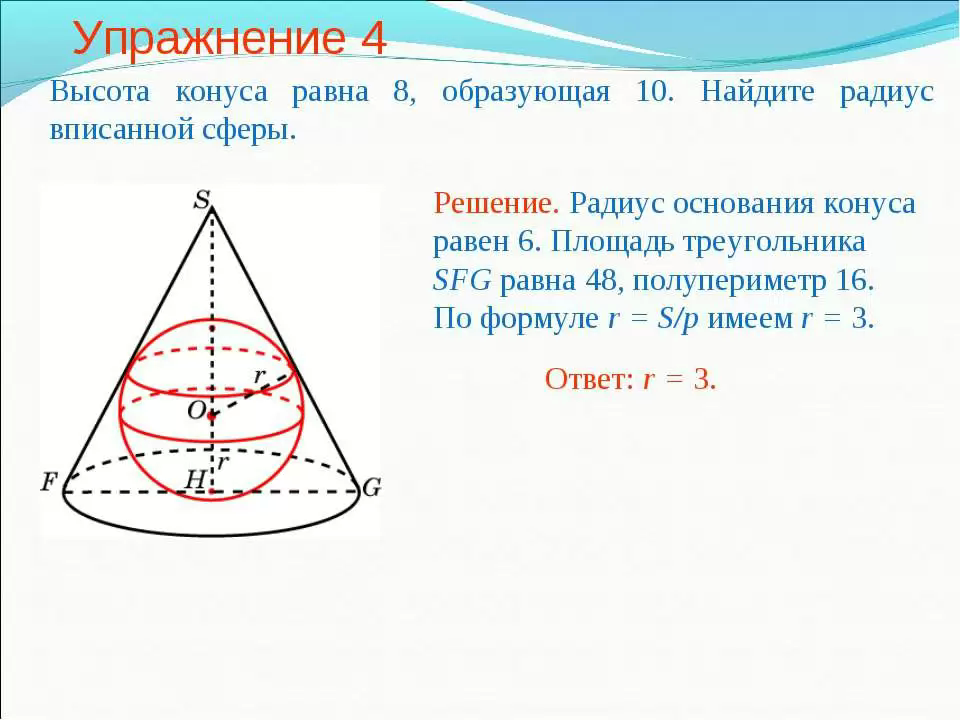 Упражнение 4
Высота конуса равна 8, образующая 10. Найдите радиус
вписанной сферы.
Решение. Радиус основания конуса
равен 6. Площадь треугольника
SFG равна 48, полупериметр 16.
По формуле r = S/p имеем r = 3.
Ответ: r = 3.
S
r
O
r
F
H
G